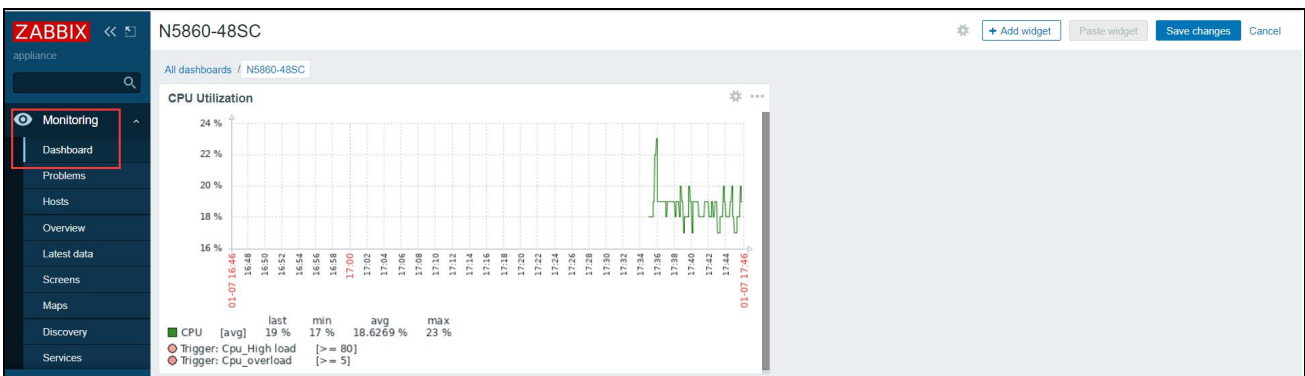 ZABBIX
appliance
Monitoring
Dashboard
Problems
Hosts
Overview
Latest data
Screens
Maps
Discovery
Services
N5860-48SC
+ Add widget Paste widget Save changes Cancel
All dashboards / N5860-48SC
CPU Utilization
24 %
22 %
20 %
18 %
16 %
01-07 16:46 16:48 16:50 16:52 16:54 16:56 16:58 17:00 17:02 17:04 17:06 17:08 17:10 17:12 17:14 17:16 17:18 17:20 17:22 17:24 17:26 17:28 17:30 17:32 17:34 17:36 17:38 17:40 17:42 17:44 01-07 17:46
last min avg max
CPU [avg] 19 % 17 % 18.6269 % 23 %
Trigger: Cpu_High load [>= 80]
Trigger: Cpu_overload [>= 5]